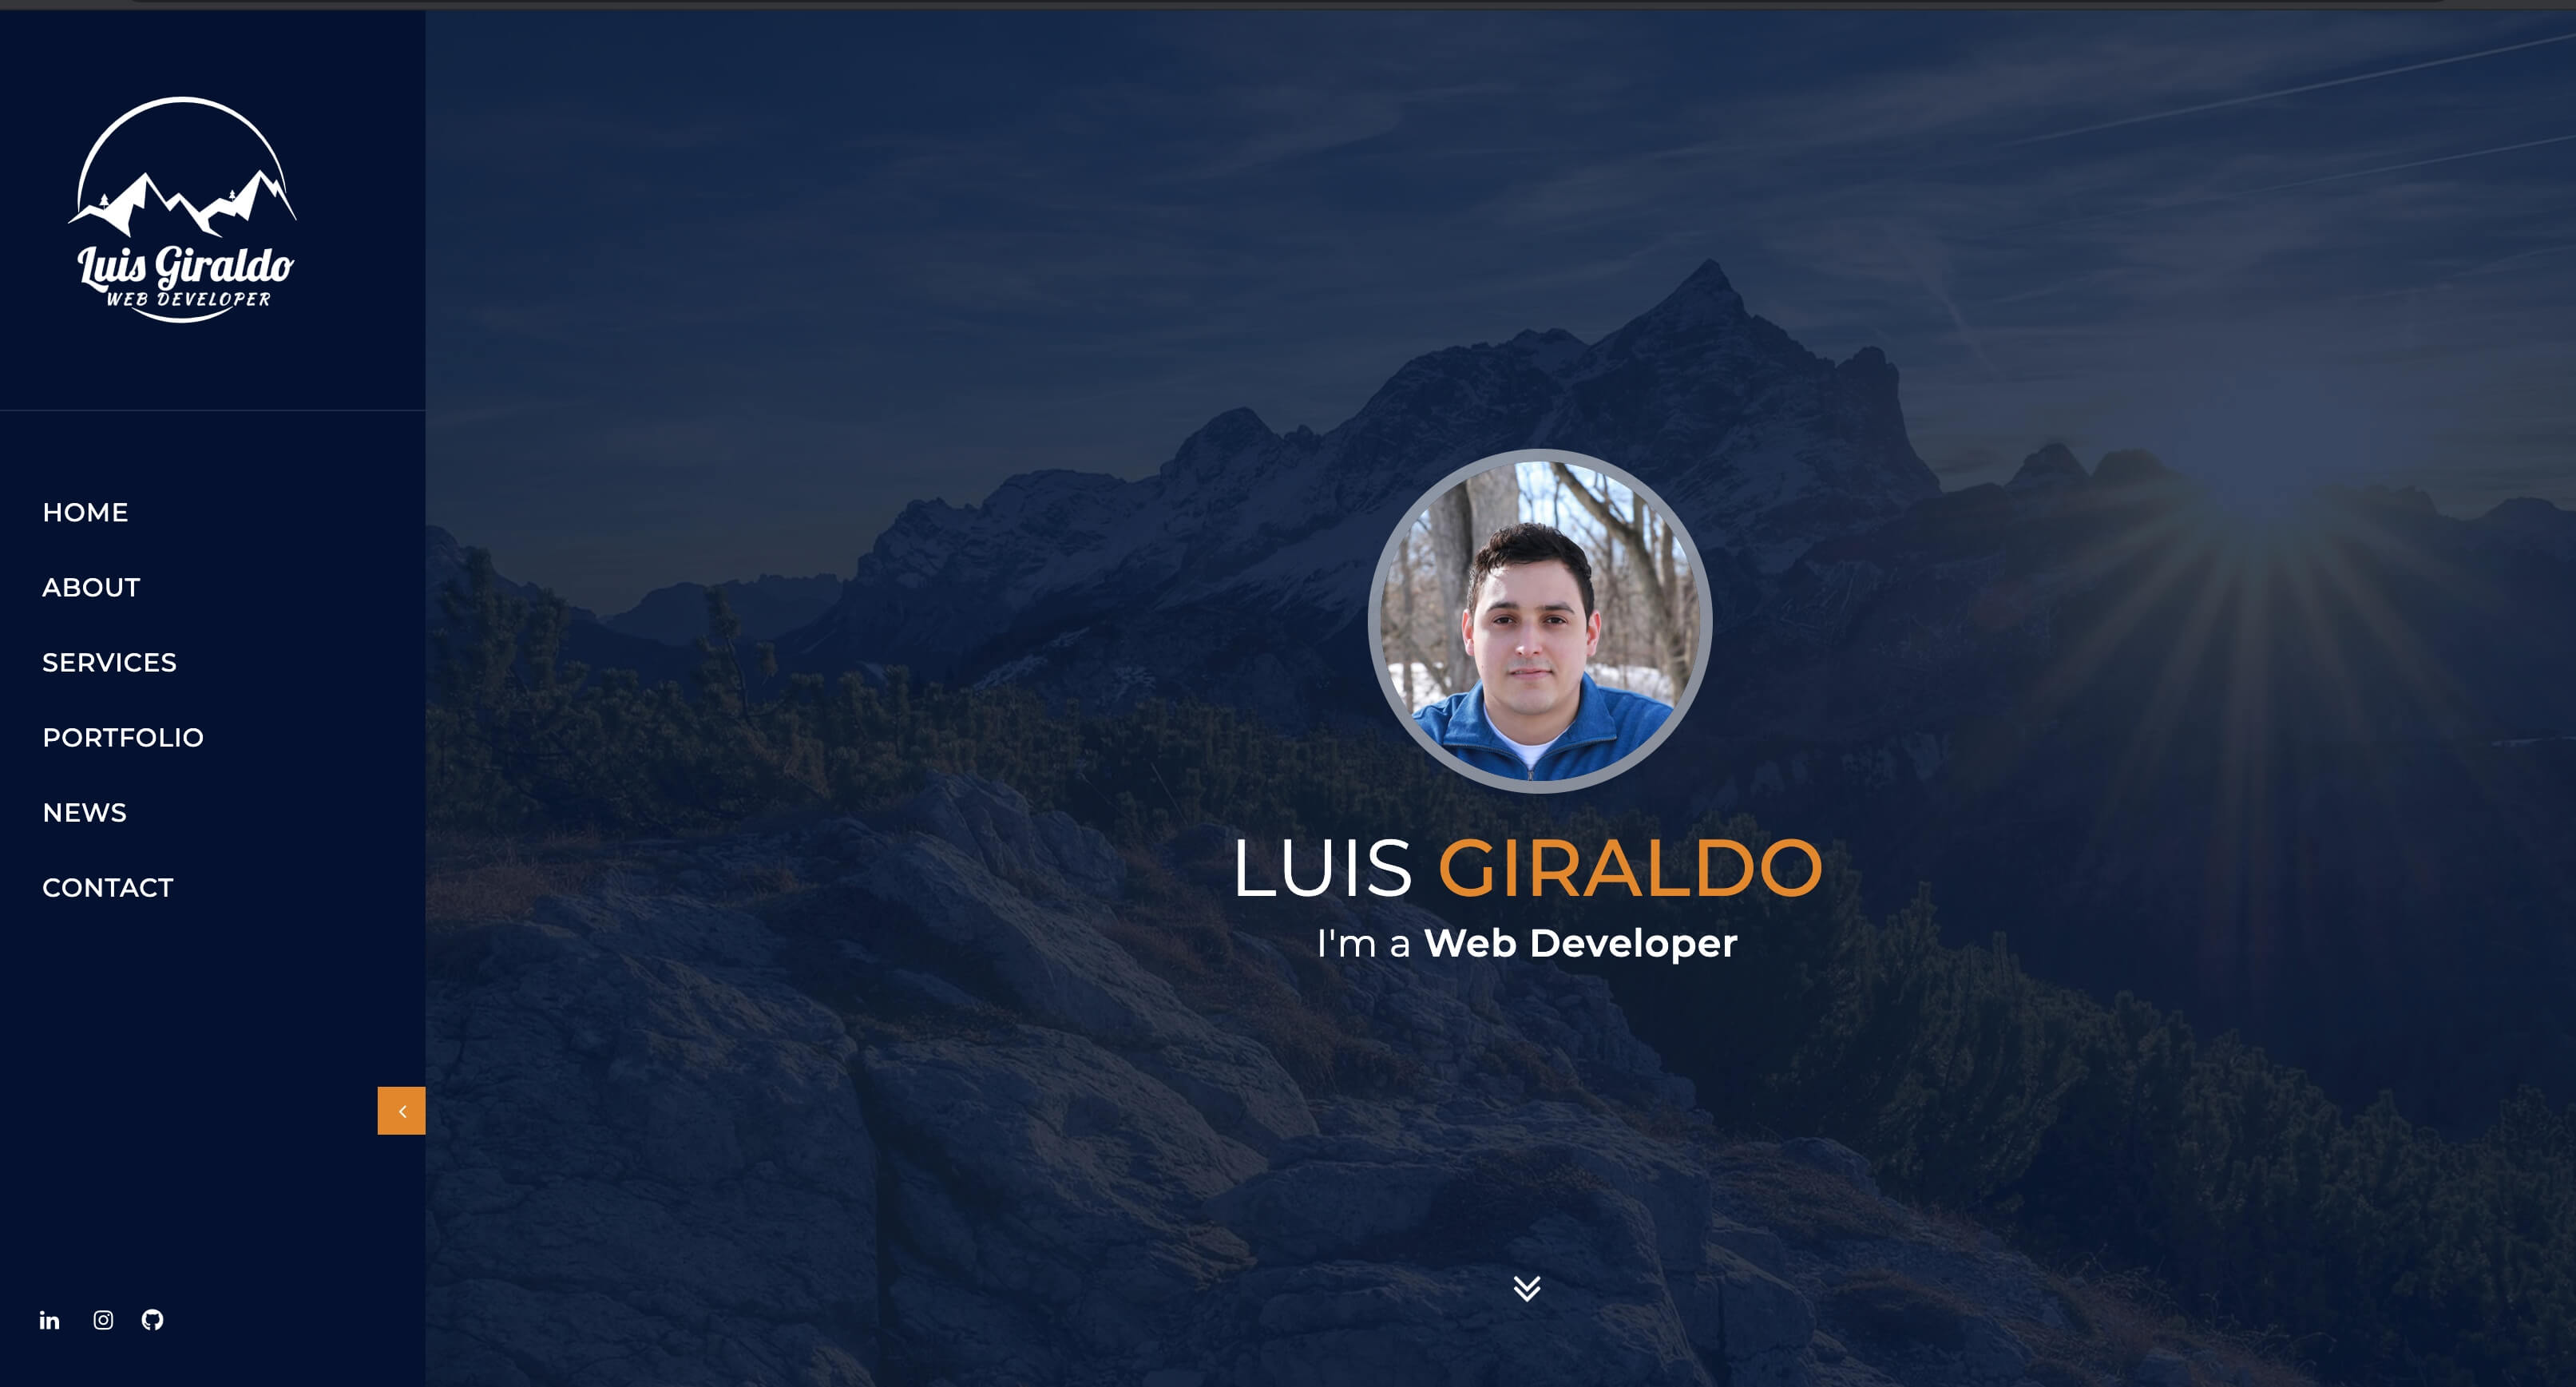 Luis Giraldo
WEB DEVELOPER
HOME
ABOUT
SERVICES
PORTFOLIO
NEWS
CONTACT
in
LUIS GIRALDO
I'm a Web Developer